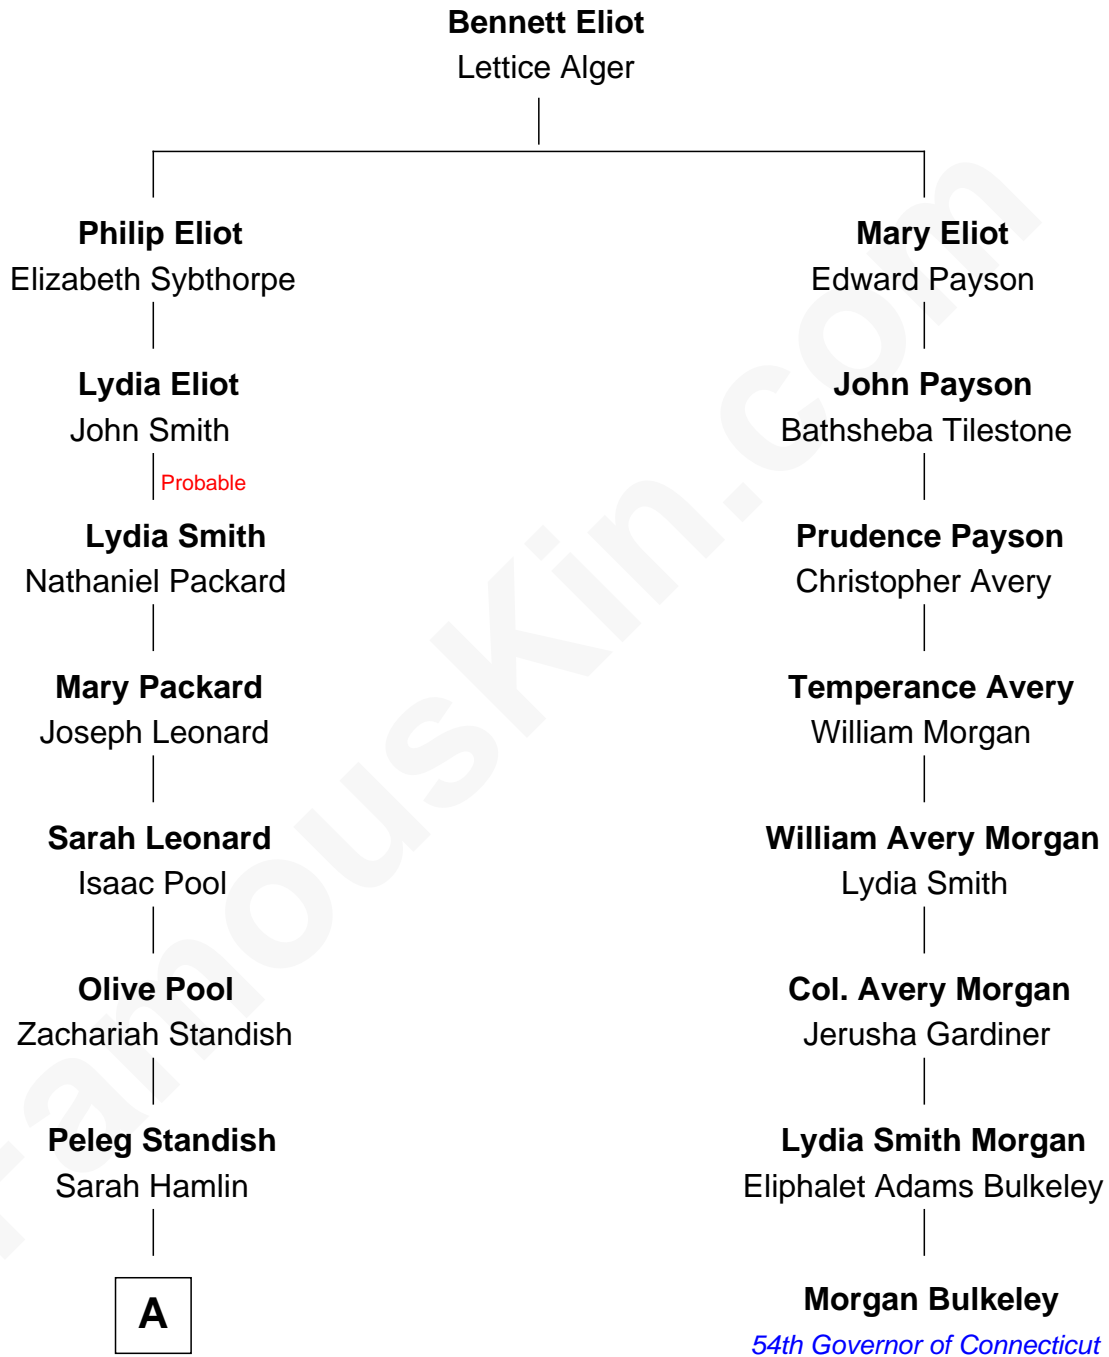 Bennett Eliot
Lettice Alger
Philip Eliot
Elizabeth Sybthorpe
Lydia Eliot
John Smith
Probable
Lydia Smith
Nathaniel Packard
Mary Packard
Joseph Leonard
Sarah Leonard
Isaac Pool
Olive Pool
Zachariah Standish
Peleg Standish
Sarah Hamlin
A
Mary Eliot
Edward Payson
John Payson
Bathsheba Tilestone
Prudence Payson
Christopher Avery
Temperance Avery
William Morgan
William Avery Morgan
Lydia Smith
Col. Avery Morgan
Jerusha Gardiner
Lydia Smith Morgan
Eliphalet Adams Bulkeley
Morgan Bulkeley
54th Governor of Connecticut
FamousKin.com